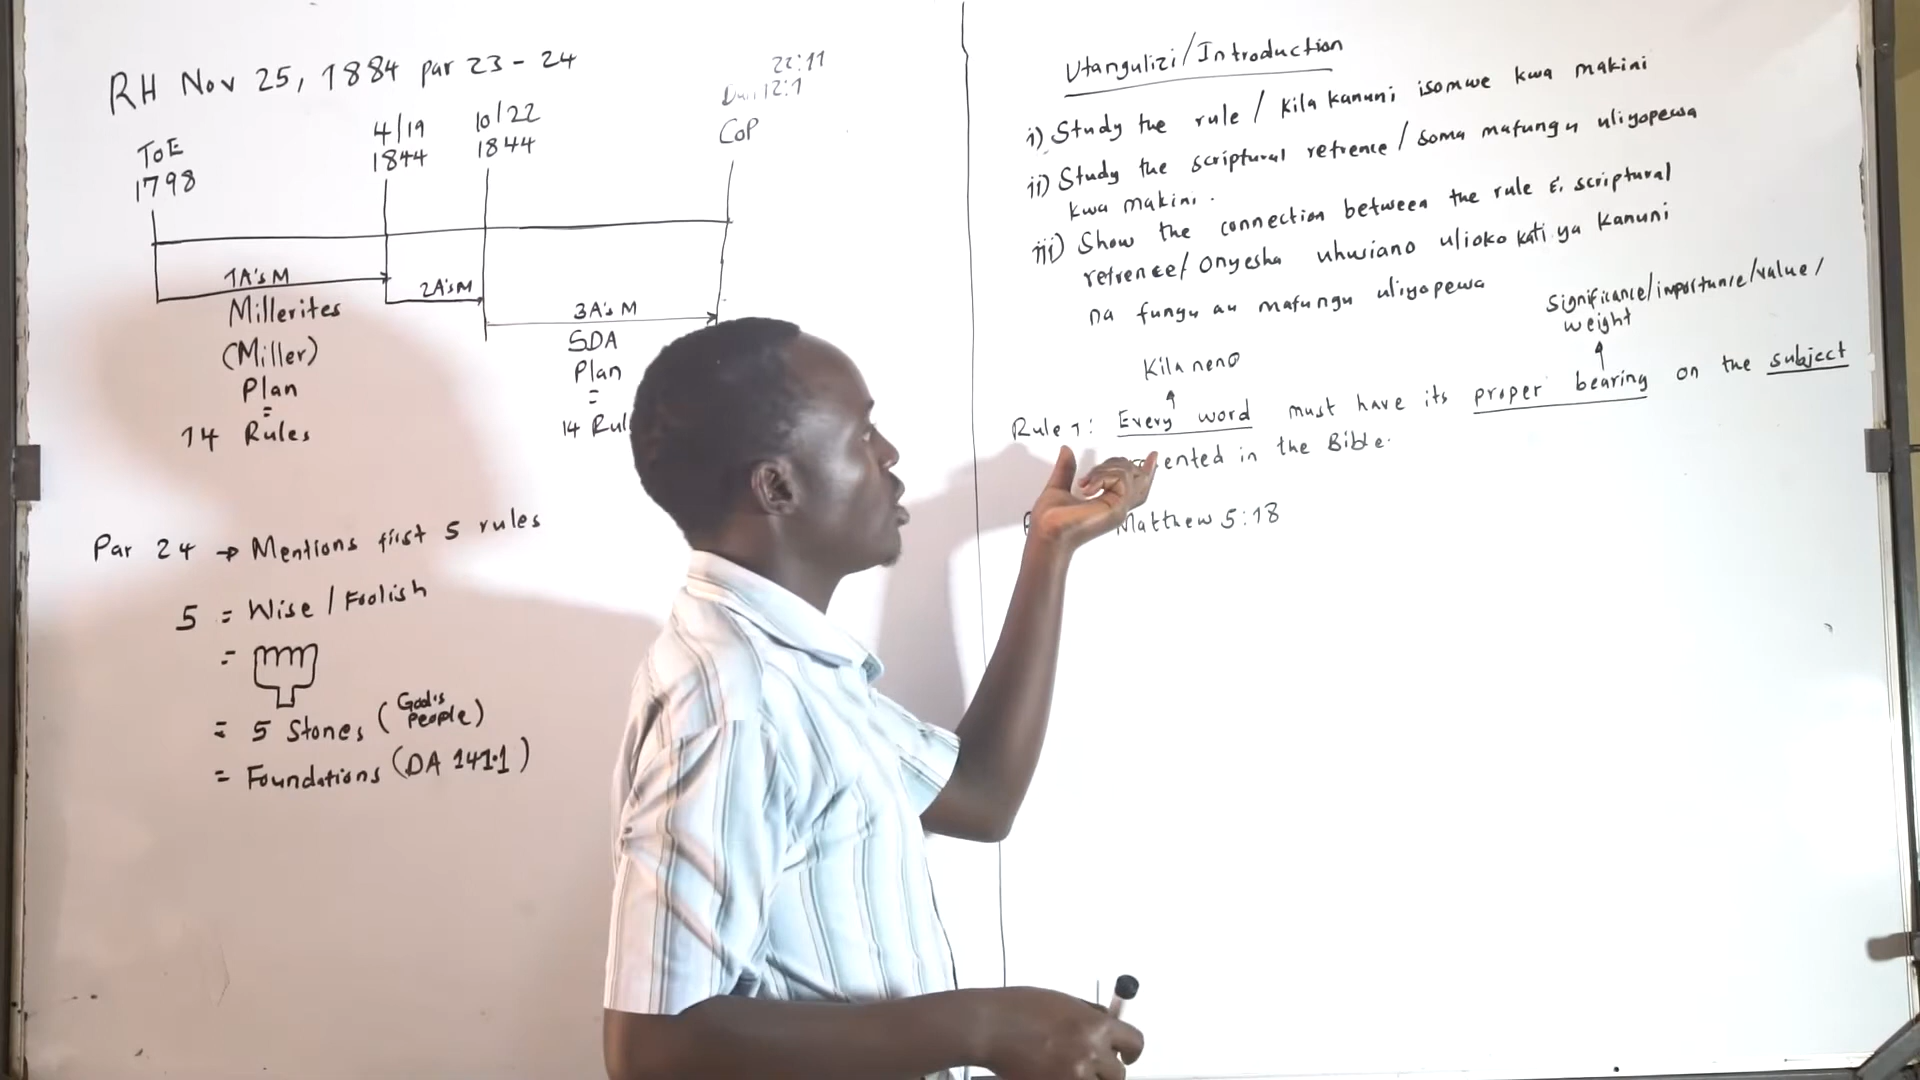 RH Nov 25, 1884 par 23 - 24
ToE
1798
4/19
1844
10/22
1844
22:11
Dan 12:1
CoP
1A's M
2A's M
3A's M
Millerites
(Miller)
Plan
=
14 Rules
SDA
Plan
=
14 Rul
Par 24 → Mentions first 5 rules
5 = Wise / Foolish
=
= 5 Stones (God's People)
= Foundations (DA 141.1)
Utangulizi/Introduction
i) Study the rule / kila kanuni isomwe kwa makini
ii) Study the scriptural refrence / soma mafungu uliyopewa
kwa makini.
iii) Show the connection between the rule & scriptural
refrence/ onyesha uhusiano ulioko kati ya kanuni
na fungu au mafungu uliyopewa
Significance/importance/value/
weight
Kila neno
Rule 1: Every word must have its proper bearing on the subject
ented in the Bible.
Matthew 5:18